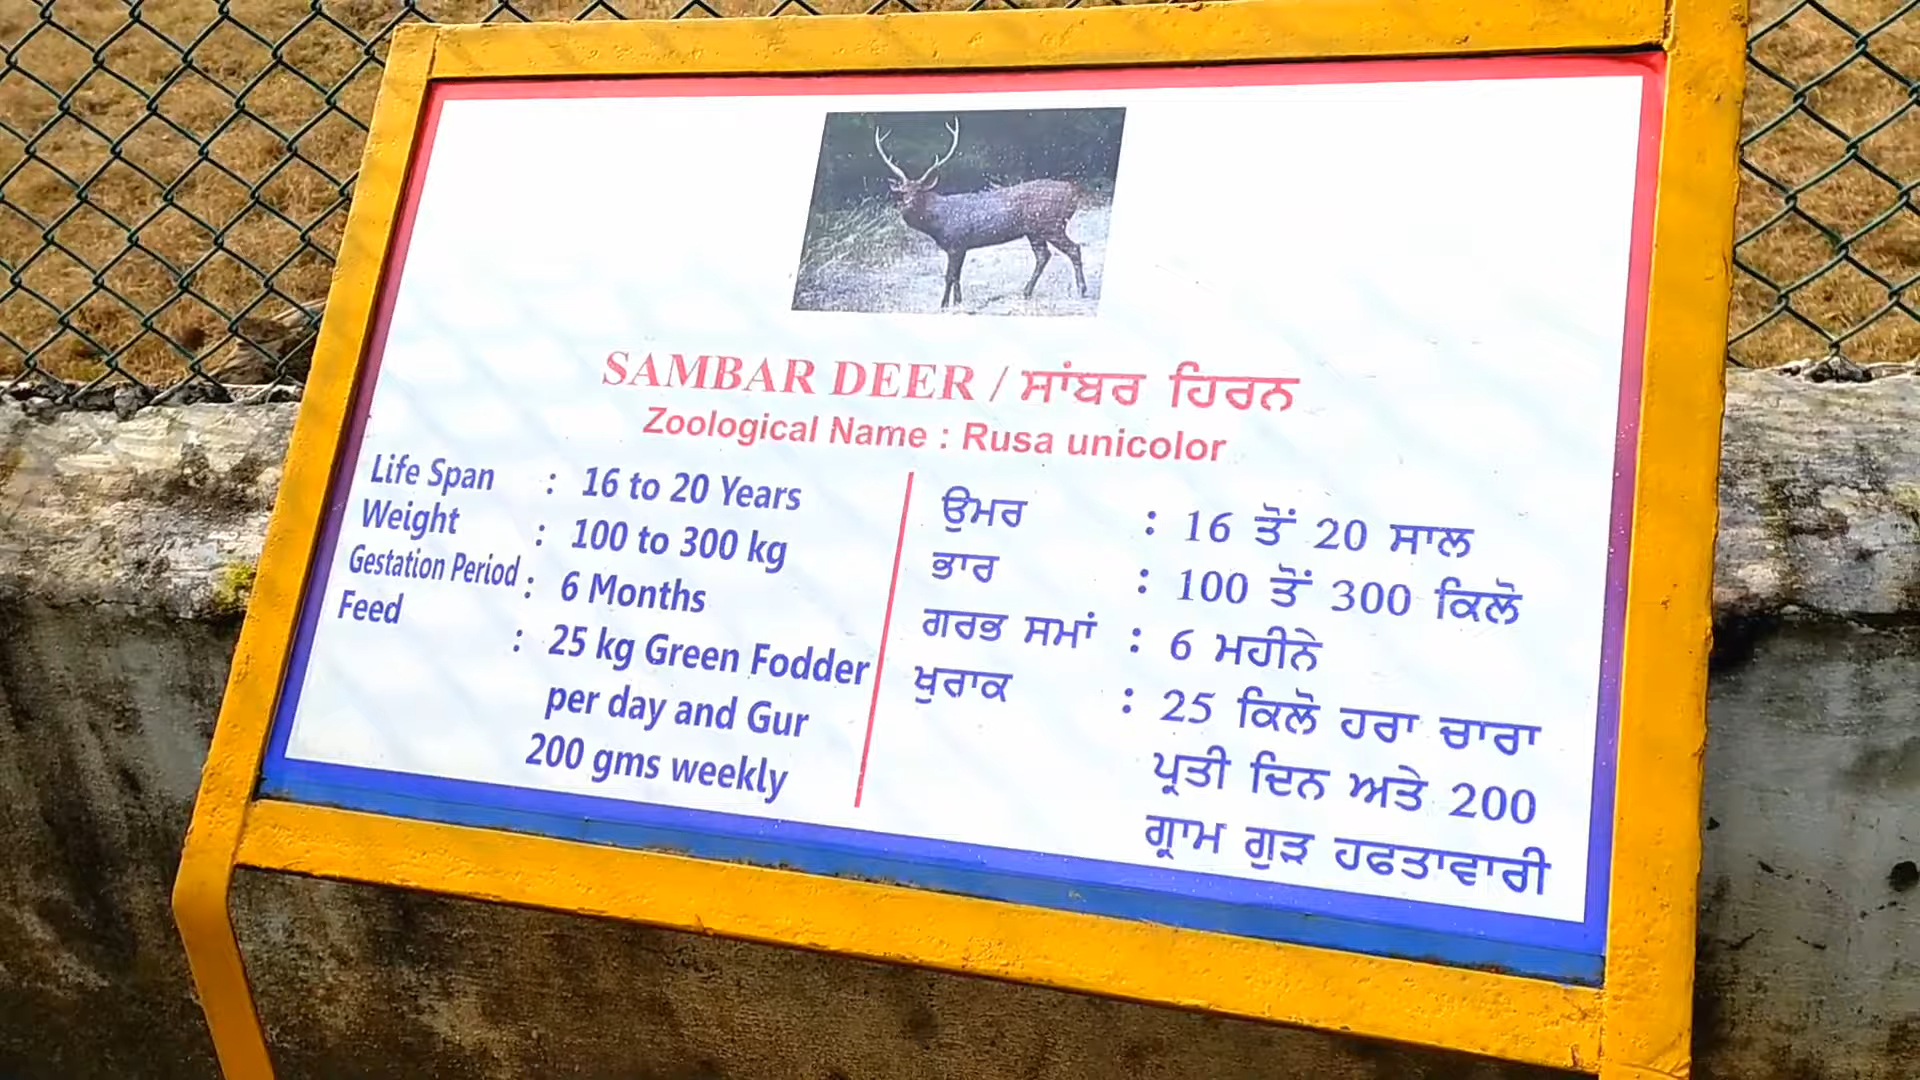 SAMBAR DEER / ਸਾਂਬਰ ਹਿਰਨ
Zoological Name : Rusa unicolor
Life Span : 16 to 20 Years
Weight : 100 to 300 kg
Gestation Period : 6 Months
Feed : 25 kg Green Fodder
per day and Gur
200 gms weekly
ਉਮਰ : 16 ਤੋਂ 20 ਸਾਲ
ਭਾਰ : 100 ਤੋਂ 300 ਕਿਲੋ
ਗਰਭ ਸਮਾਂ : 6 ਮਹੀਨੇ
ਖੁਰਾਕ : 25 ਕਿਲੋ ਹਰਾ ਚਾਰਾ
ਪ੍ਰਤੀ ਦਿਨ ਅਤੇ 200
ਗ੍ਰਾਮ ਗੁੜ ਹਫਤਾਵਾਰੀ